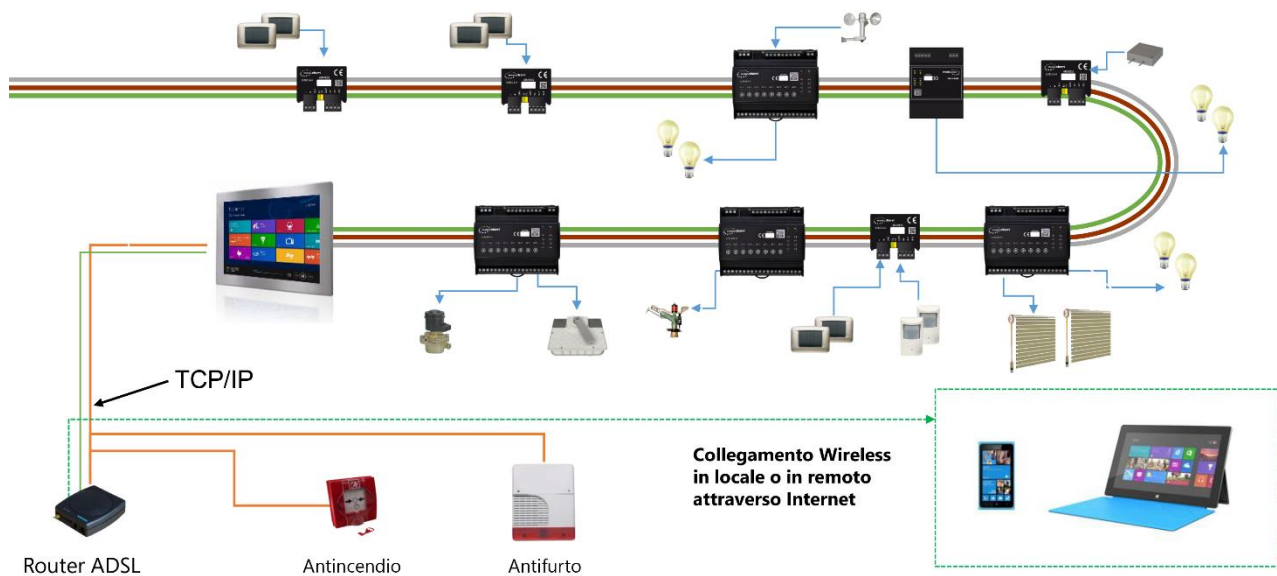 TCP/IP
Collegamento Wireless
in locale o in remoto
attraverso Internet
Router ADSL
Antincendio
Antifurto